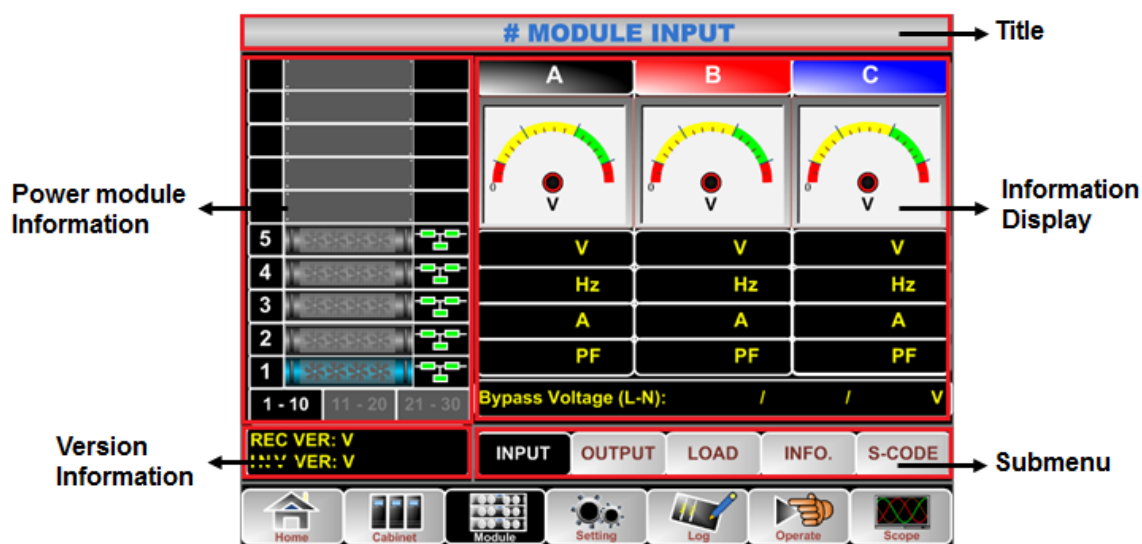 # MODULE INPUT
Title
A B C
0 0 0
V V V
Power module
Information
Information
Display
5 V V V
4 Hz Hz Hz
3 A A A
2 PF PF PF
1
1 - 10 11 - 20 21 - 30
Bypass Voltage (L-N): / / V
Version
Information
REC VER: V
INV VER: V
INPUT OUTPUT LOAD INFO. S-CODE
Submenu
Home Cabinet Module Setting Log Operate Scope